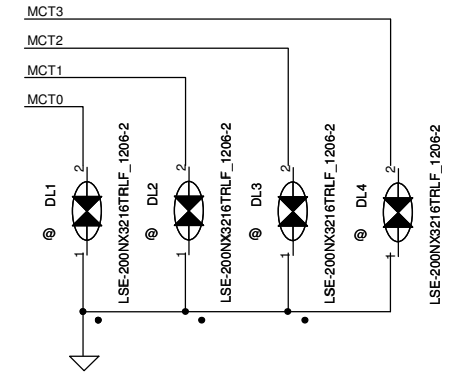 MCT3
MCT2
MCT1
MCT0
2
DL1
@
1
LSE-200NX3216TRLF_1206-2
2
DL2
@
1
LSE-200NX3216TRLF_1206-2
2
DL3
@
1
LSE-200NX3216TRLF_1206-2
2
DL4
@
1
LSE-200NX3216TRLF_1206-2